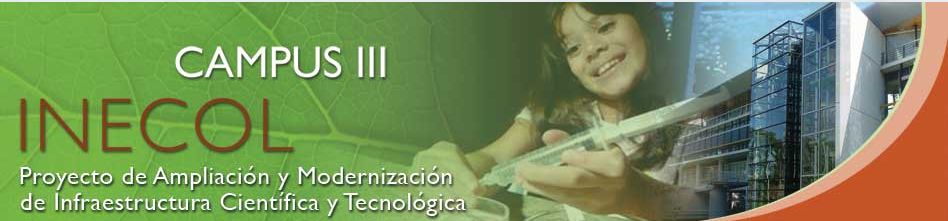 CAMPUS III
INECOL
Proyecto de Ampliación y Modernización
de Infraestructura Científica y Tecnológica